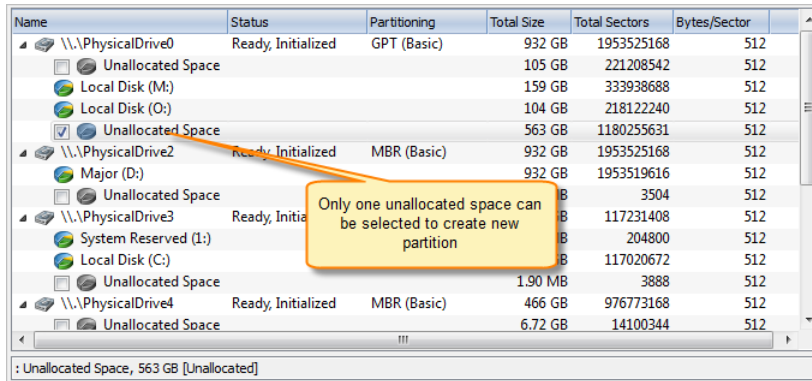 Name Status Partitioning Total Size Total Sectors Bytes/Sector
\\.\PhysicalDrive0 Ready, Initialized GPT (Basic) 932 GB 1953525168 512
Unallocated Space 105 GB 221208542 512
Local Disk (M:) 159 GB 333938688 512
Local Disk (O:) 104 GB 218122240 512
Unallocated Space 563 GB 1180255631 512
\\.\PhysicalDrive2 Ready, Initialized MBR (Basic) 932 GB 1953525168 512
Major (D:) 932 GB 1953519616 512
Unallocated Space MB 3504 512
\\.\PhysicalDrive3 Ready, Initia B 117231408 512
System Reserved (1:) B 204800 512
Local Disk (C:) B 117020672 512
Only one unallocated space can
be selected to create new
partition
1.90 MB 3888 512
\\.\PhysicalDrive4 Ready, Initialized MBR (Basic) 466 GB 976773168 512
Unallocated Space 6.72 GB 14100344 512
: Unallocated Space, 563 GB [Unallocated]